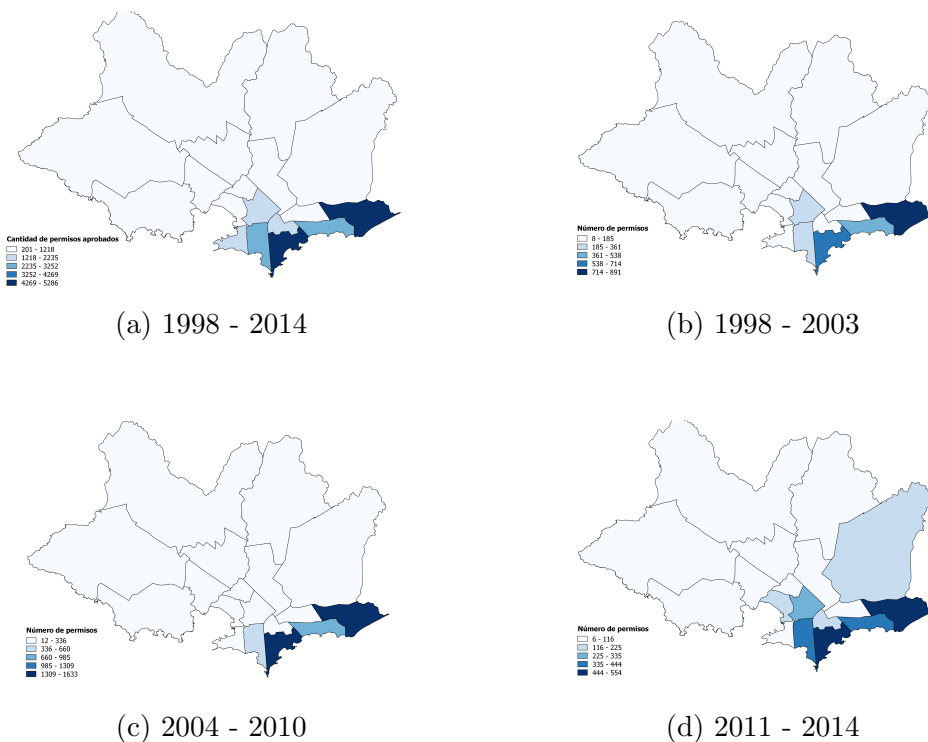 Cantidad de permisos aprobados
201 - 1218
1218 - 2235
2235 - 3252
3252 - 4269
4269 - 5286
(a) 1998 - 2014
Número de permisos
8 - 185
185 - 361
361 - 538
538 - 714
714 - 891
(b) 1998 - 2003
Número de permisos
12 - 336
336 - 660
660 - 985
985 - 1309
1309 - 1633
(c) 2004 - 2010
Número de permisos
6 - 116
116 - 225
225 - 335
335 - 444
444 - 554
(d) 2011 - 2014